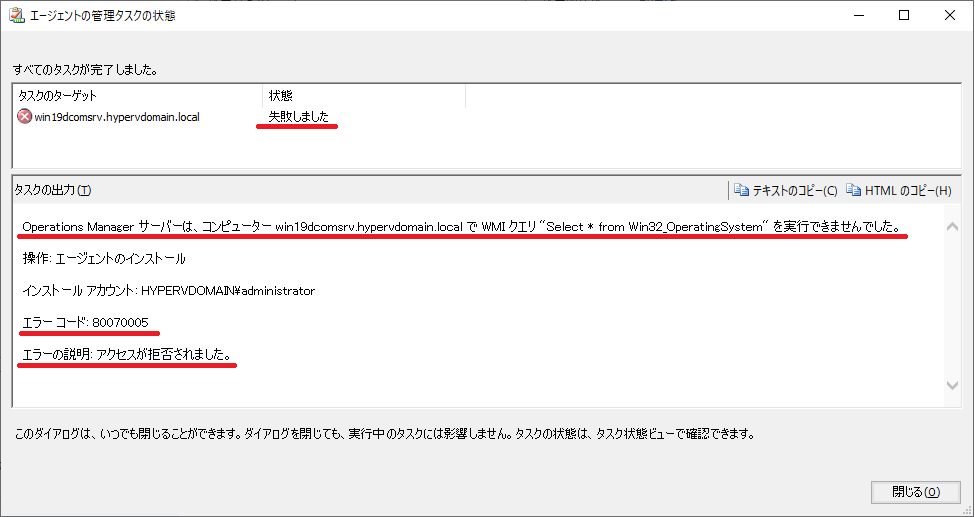 エージェントの管理タスクの状態
すべてのタスクが完了しました。
タスクのターゲット 状態
win19dcomsrv.hypervdomain.local 失敗しました
タスクの出力(T) テキストのコピー(C) HTML のコピー(H)
Operations Manager サーバーは、コンピューター win19dcomsrv.hypervdomain.local で WMI クエリ "Select * from Win32_OperatingSystem" を実行できませんでした。
操作: エージェントのインストール
インストール アカウント: HYPERVDOMAIN¥administrator
エラー コード: 80070005
エラーの説明: アクセスが拒否されました。
このダイアログは、いつでも閉じることができます。ダイアログを閉じても、実行中のタスクには影響しません。タスクの状態は、タスク状態ビューで確認できます。
閉じる(O)